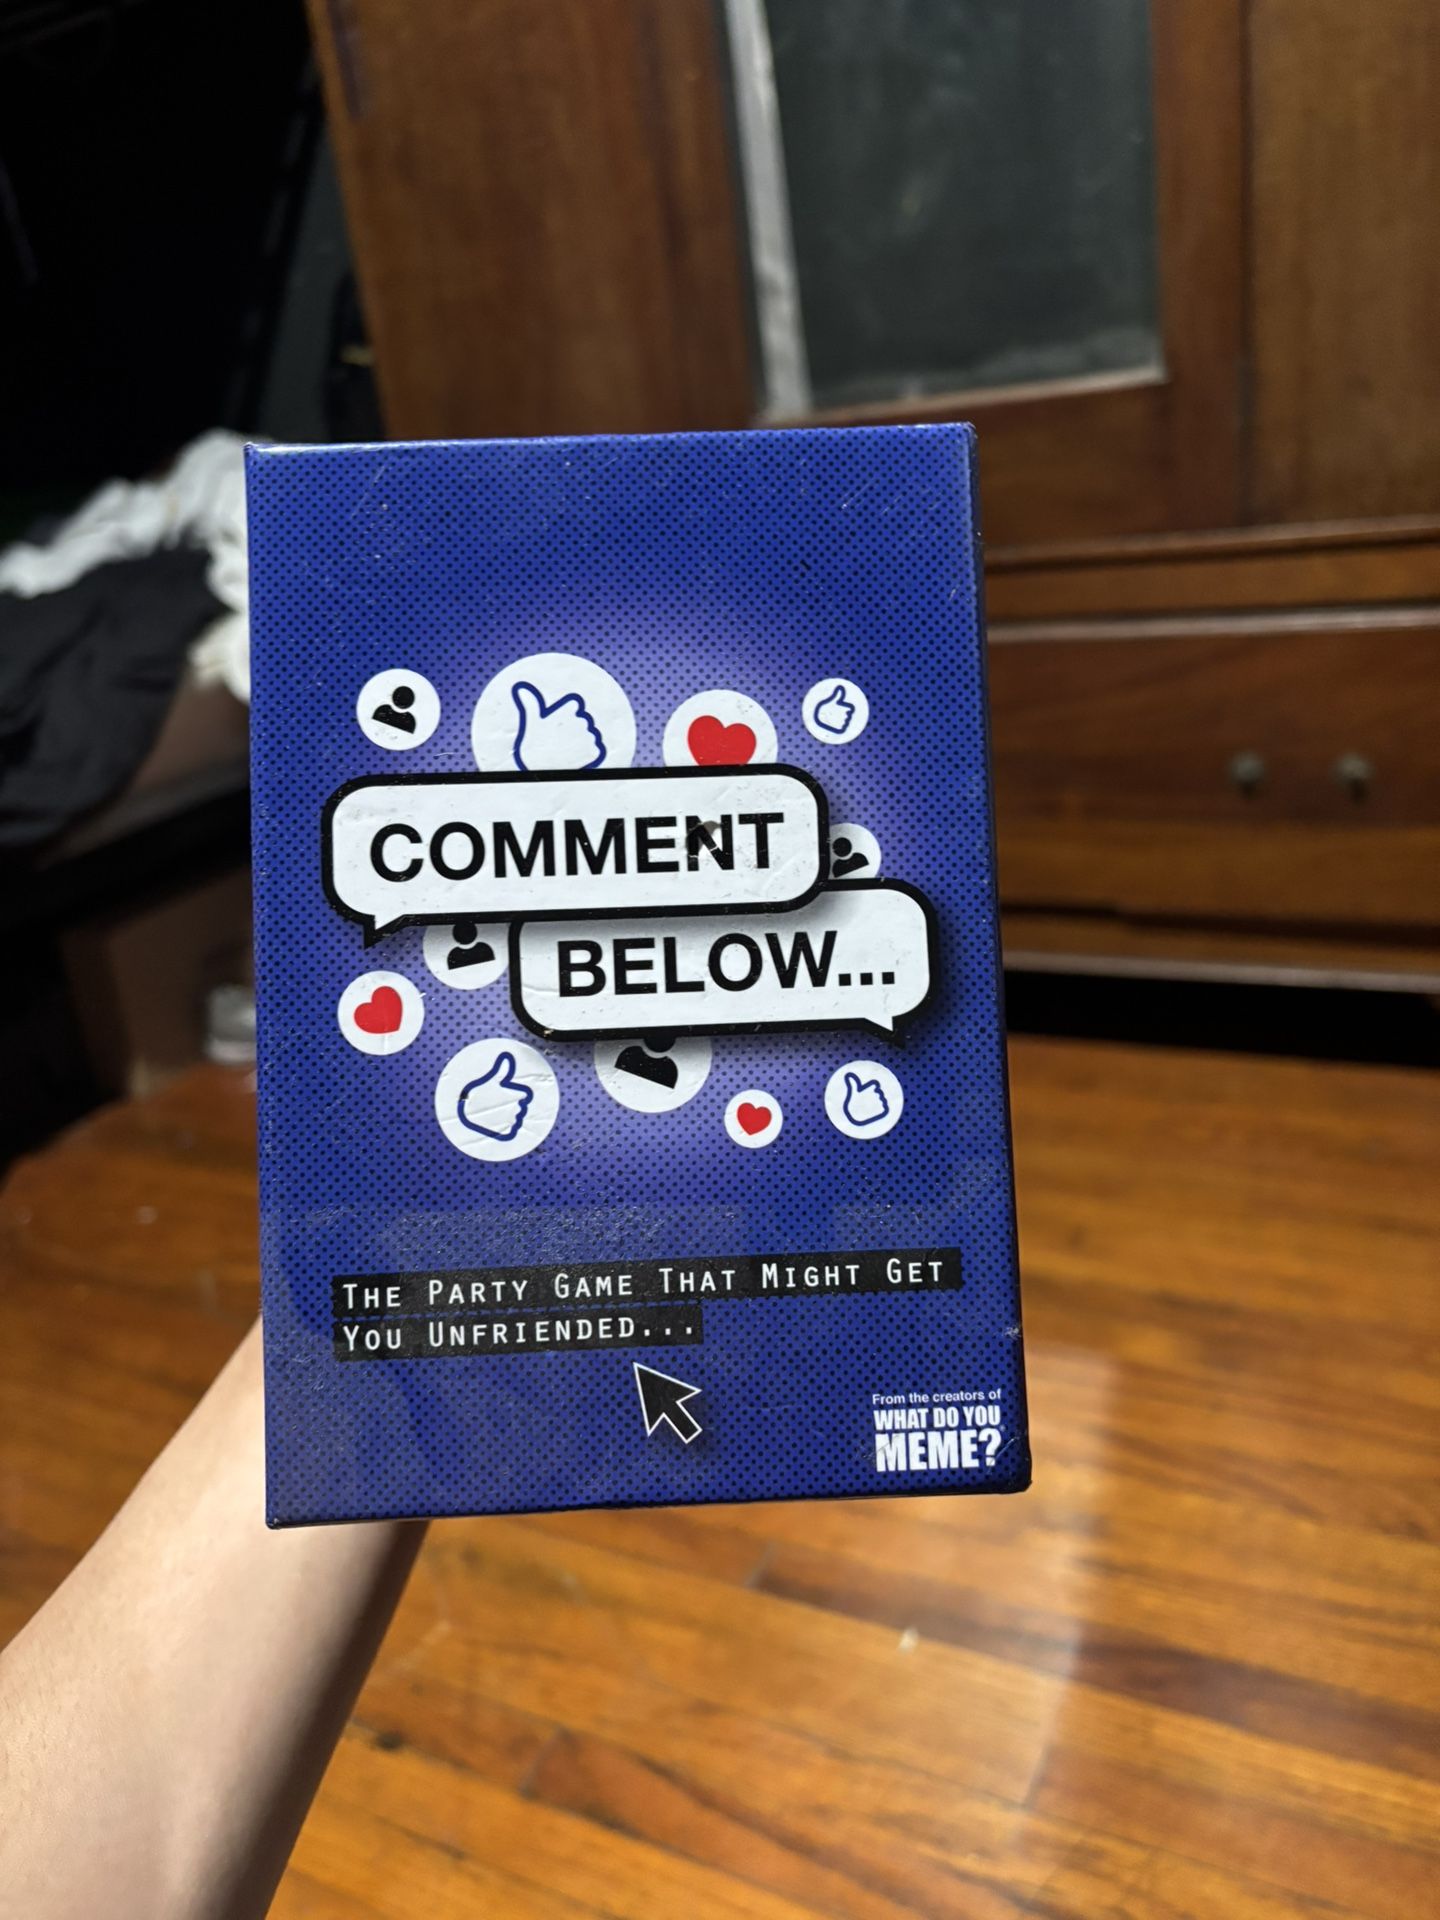 COMMENT
BELOW...
THE PARTY GAME THAT MIGHT GET
YOU UNFRIENDED...
From the creators of
WHAT DO YOU
MEME?